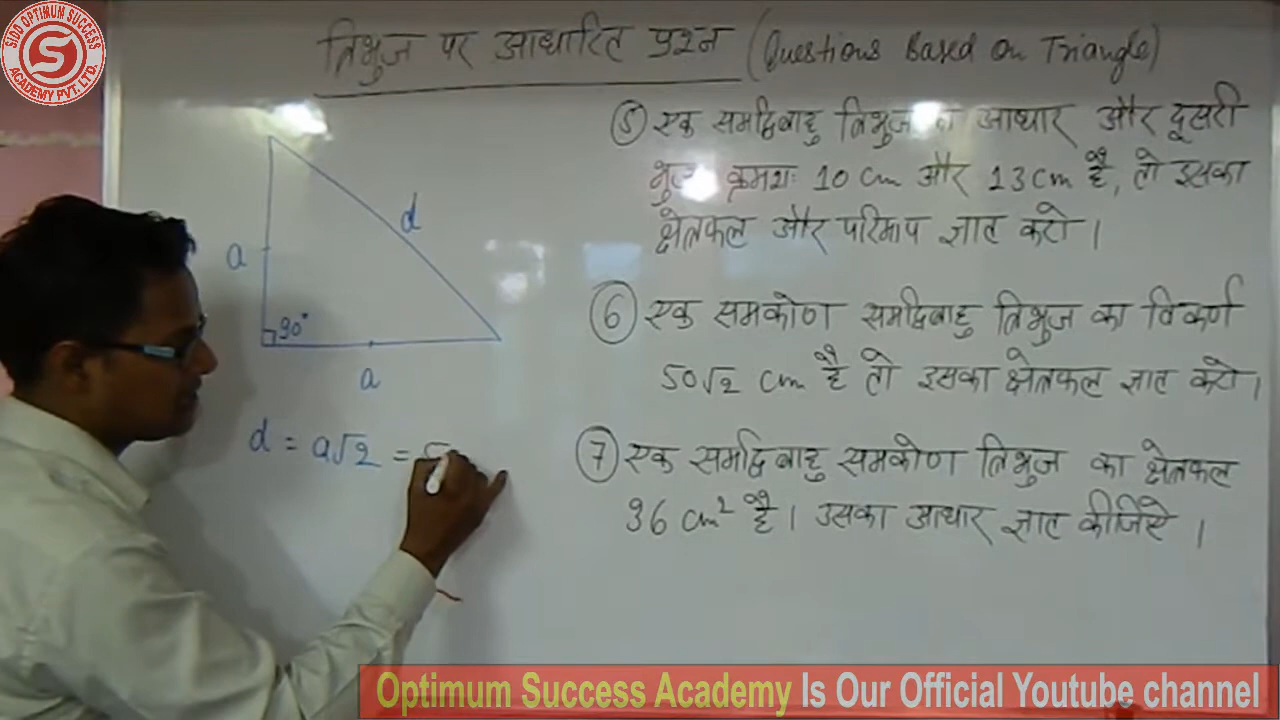 SIDD OPTIMUM SUCCESS
ACADEMY PVT. LTD.
S
त्रिभुज पर आधारित प्रश्न (Questions Based on Triangle)
⑤ एक समद्विबाहु त्रिभुज का आधार और दूसरी
भुजा क्रमशः 10 cm और 13 cm है, तो इसका
क्षेत्रफल और परिमाप ज्ञात करो।
⑥ एक समकोण समद्विबाहु त्रिभुज का विकर्ण
50√2 cm है तो इसका क्षेत्रफल ज्ञात करो।
⑦ एक समद्विबाहु समकोण त्रिभुज का क्षेत्रफल
36 cm² है। उसका आधार ज्ञात कीजिए।
a
d
90°
a
d = a√2 =
Optimum Success Academy Is Our Official Youtube channel